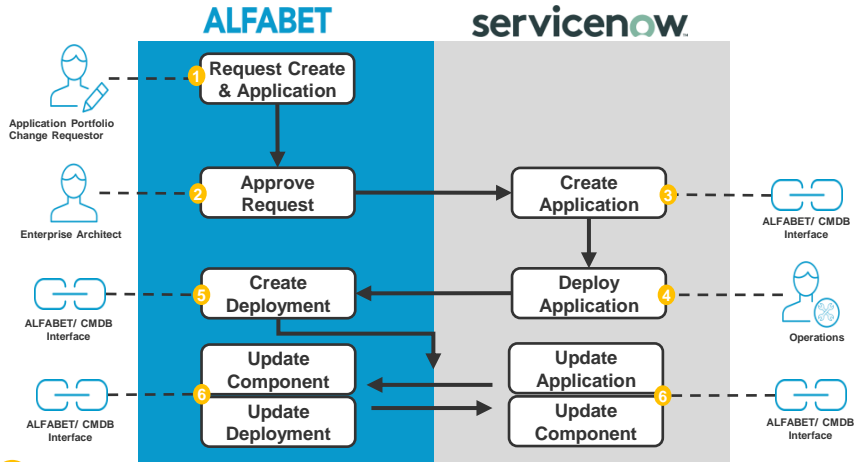 ALFABET
servicenow
1
Request Create
& Application
Application Portfolio
Change Requestor
2
Approve
Request
Create
Application
3
Enterprise Architect
ALFABET/ CMDB
Interface
5
Create
Deployment
Deploy
Application
4
ALFABET/ CMDB
Interface
Operations
Update
Component
Update
Application
6
6
Update
Deployment
Update
Component
ALFABET/ CMDB
Interface
ALFABET/ CMDB
Interface